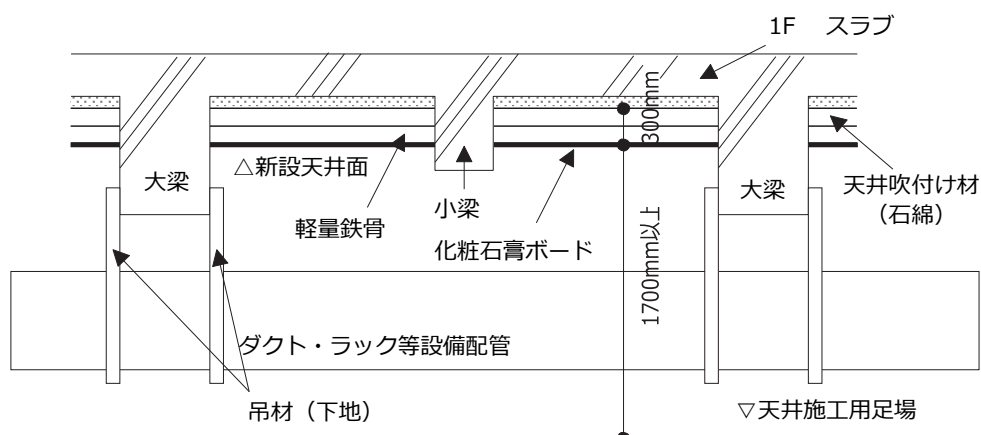 1F スラブ
300mm
△新設天井面
大梁
小梁
大梁
天井吹付け材
（石綿）
軽量鉄骨
化粧石膏ボード
1700mm以上
ダクト・ラック等設備配管
吊材（下地）
▽天井施工用足場